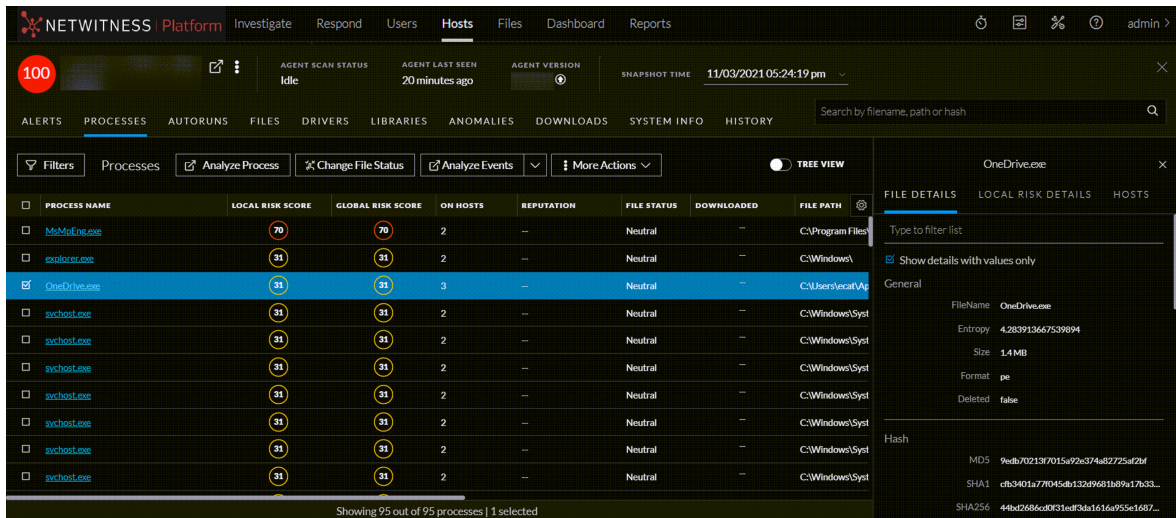 NETWITNESS Platform Investigate Respond Users Hosts Files Dashboard Reports admin >
100 AGENT SCAN STATUS AGENT LAST SEEN AGENT VERSION SNAPSHOT TIME 11/03/2021 05:24:19 pm
Idle 20 minutes ago
ALERTS PROCESSES AUTORUNS FILES DRIVERS LIBRARIES ANOMALIES DOWNLOADS SYSTEM INFO HISTORY Search by filename, path or hash
Filters Processes Analyze Process Change File Status Analyze Events More Actions TREE VIEW
PROCESS NAME LOCAL RISK SCORE GLOBAL RISK SCORE ON HOSTS REPUTATION FILE STATUS DOWNLOADED FILE PATH
MsMpEng.exe 70 70 2 -- Neutral -- C:\Program Files\
explorer.exe 31 31 2 -- Neutral -- C:\Windows\
OneDrive.exe 31 31 3 -- Neutral -- C:\Users\ecat\Ap
svchost.exe 31 31 2 -- Neutral -- C:\Windows\Syst
svchost.exe 31 31 2 -- Neutral -- C:\Windows\Syst
svchost.exe 31 31 2 -- Neutral -- C:\Windows\Syst
svchost.exe 31 31 2 -- Neutral -- C:\Windows\Syst
svchost.exe 31 31 2 -- Neutral -- C:\Windows\Syst
svchost.exe 31 31 2 -- Neutral -- C:\Windows\Syst
svchost.exe 31 31 2 -- Neutral -- C:\Windows\Syst
Showing 95 out of 95 processes | 1 selected
OneDrive.exe
FILE DETAILS LOCAL RISK DETAILS HOSTS
Type to filter list
Show details with values only
General
FileName OneDrive.exe
Entropy 4.283913667539894
Size 1.4 MB
Format pe
Deleted false
Hash
MD5 9edb70213f7015a92e374a82725af2bf
SHA1 cfb3401a77f045db132d9681b89a17b33...
SHA256 44bd2686cd0f31edf3da1616a955e1687...